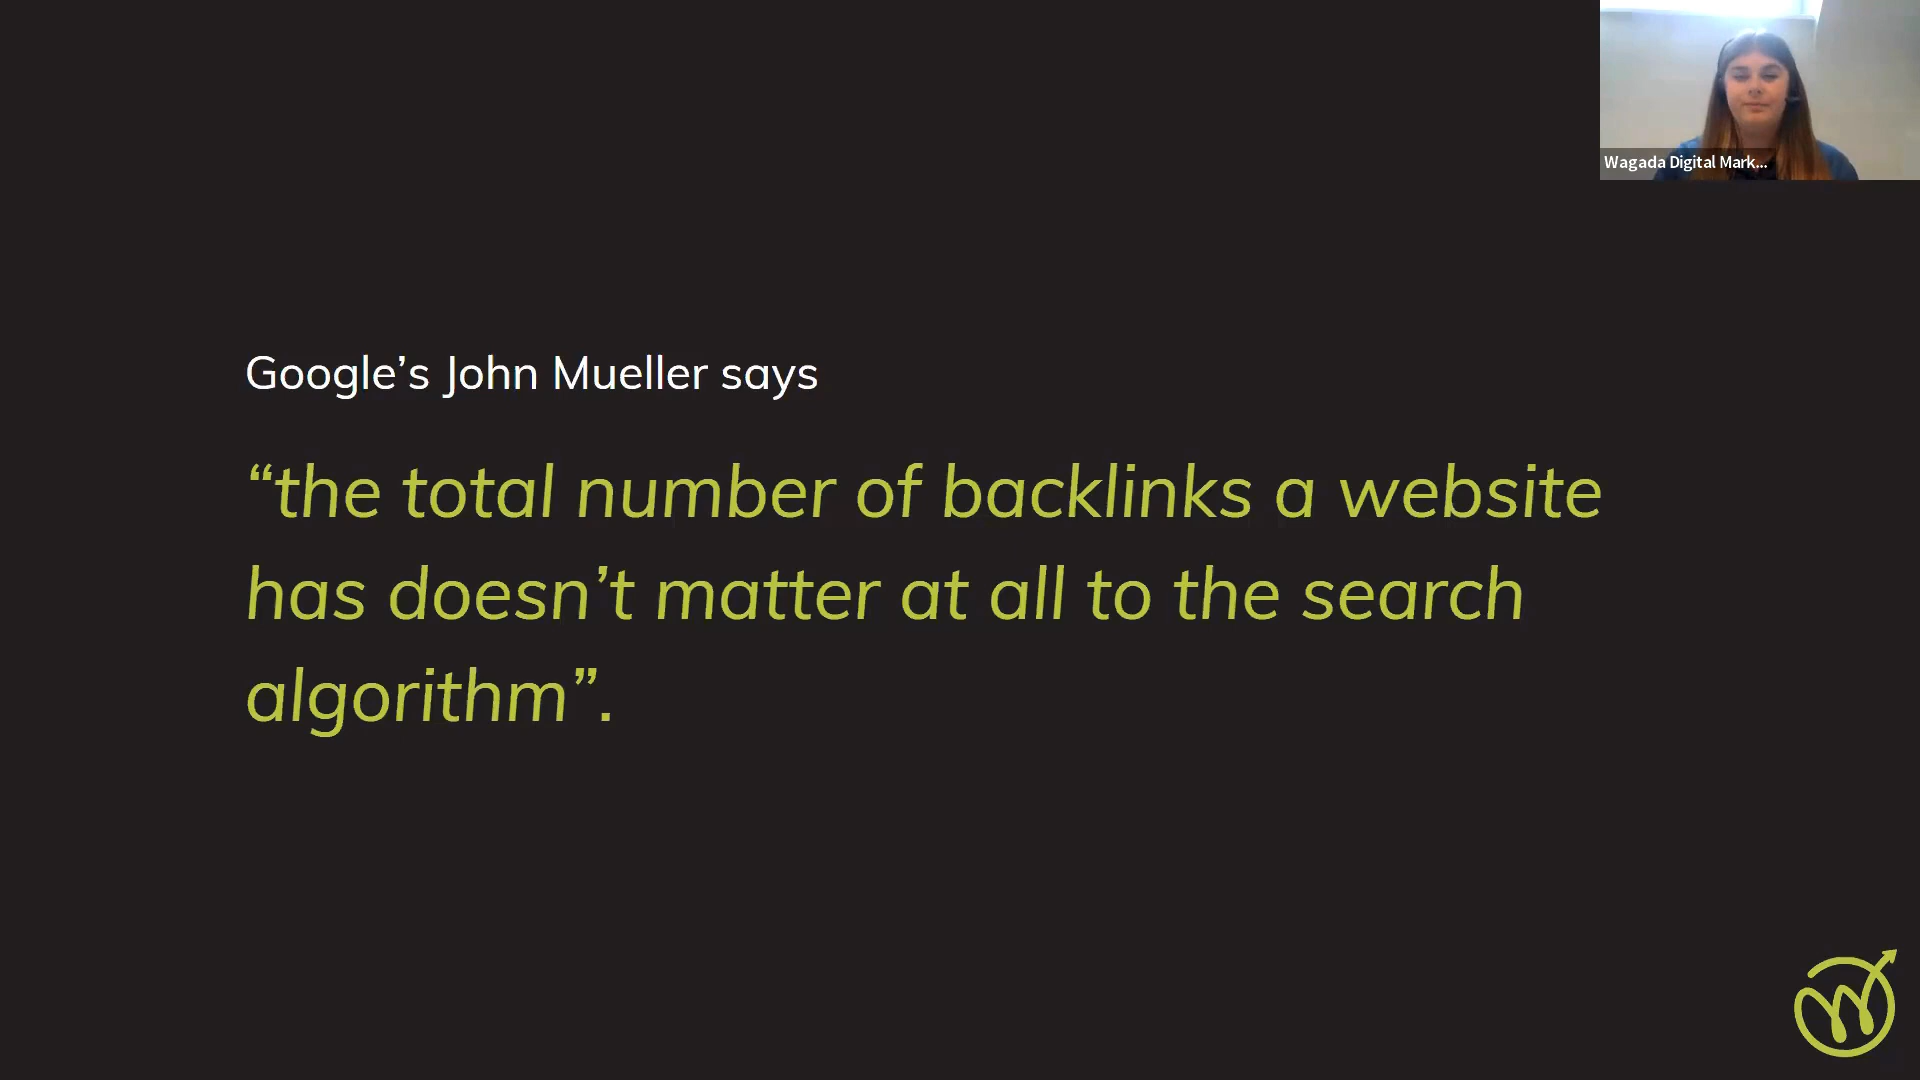 Wagada Digital Mark...
Google’s John Mueller says
“the total number of backlinks a website
has doesn’t matter at all to the search
algorithm”.